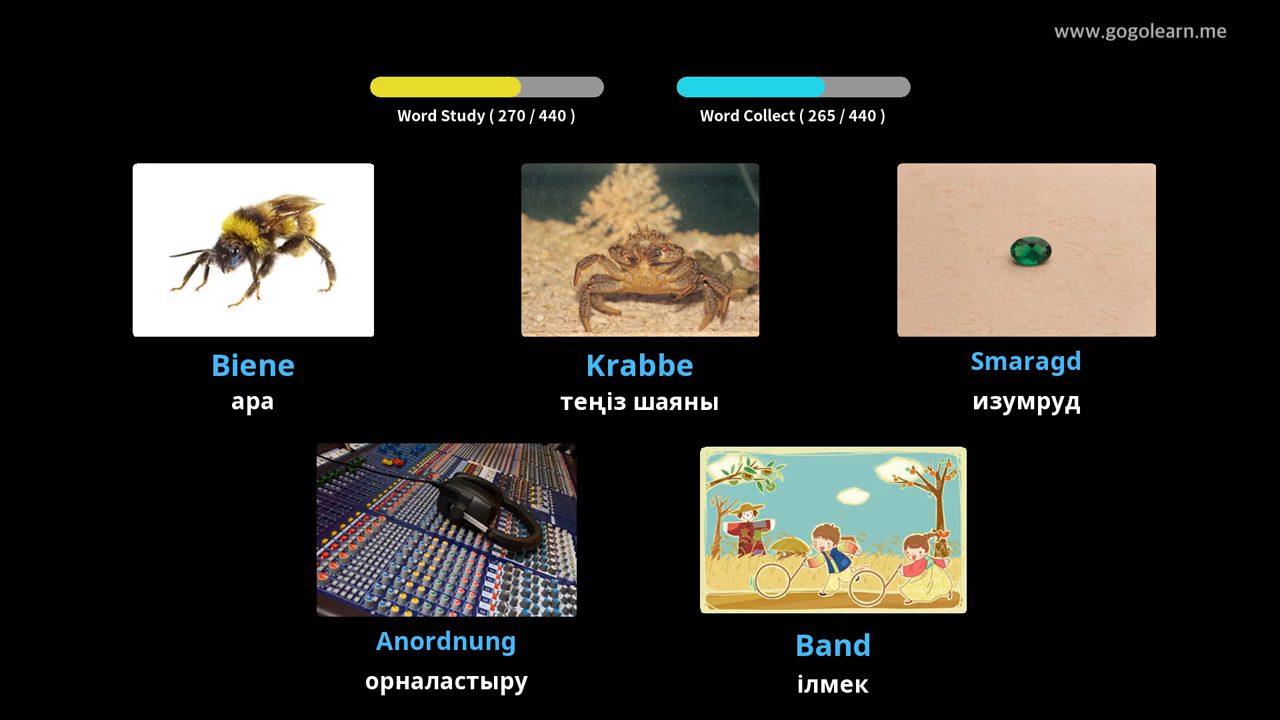 www.gogolearn.me
Word Study ( 270 / 440 )
Word Collect ( 265 / 440 )
Biene
ара
Krabbe
теңіз шаяны
Smaragd
изумруд
Anordnung
орналастыру
Band
ілмек